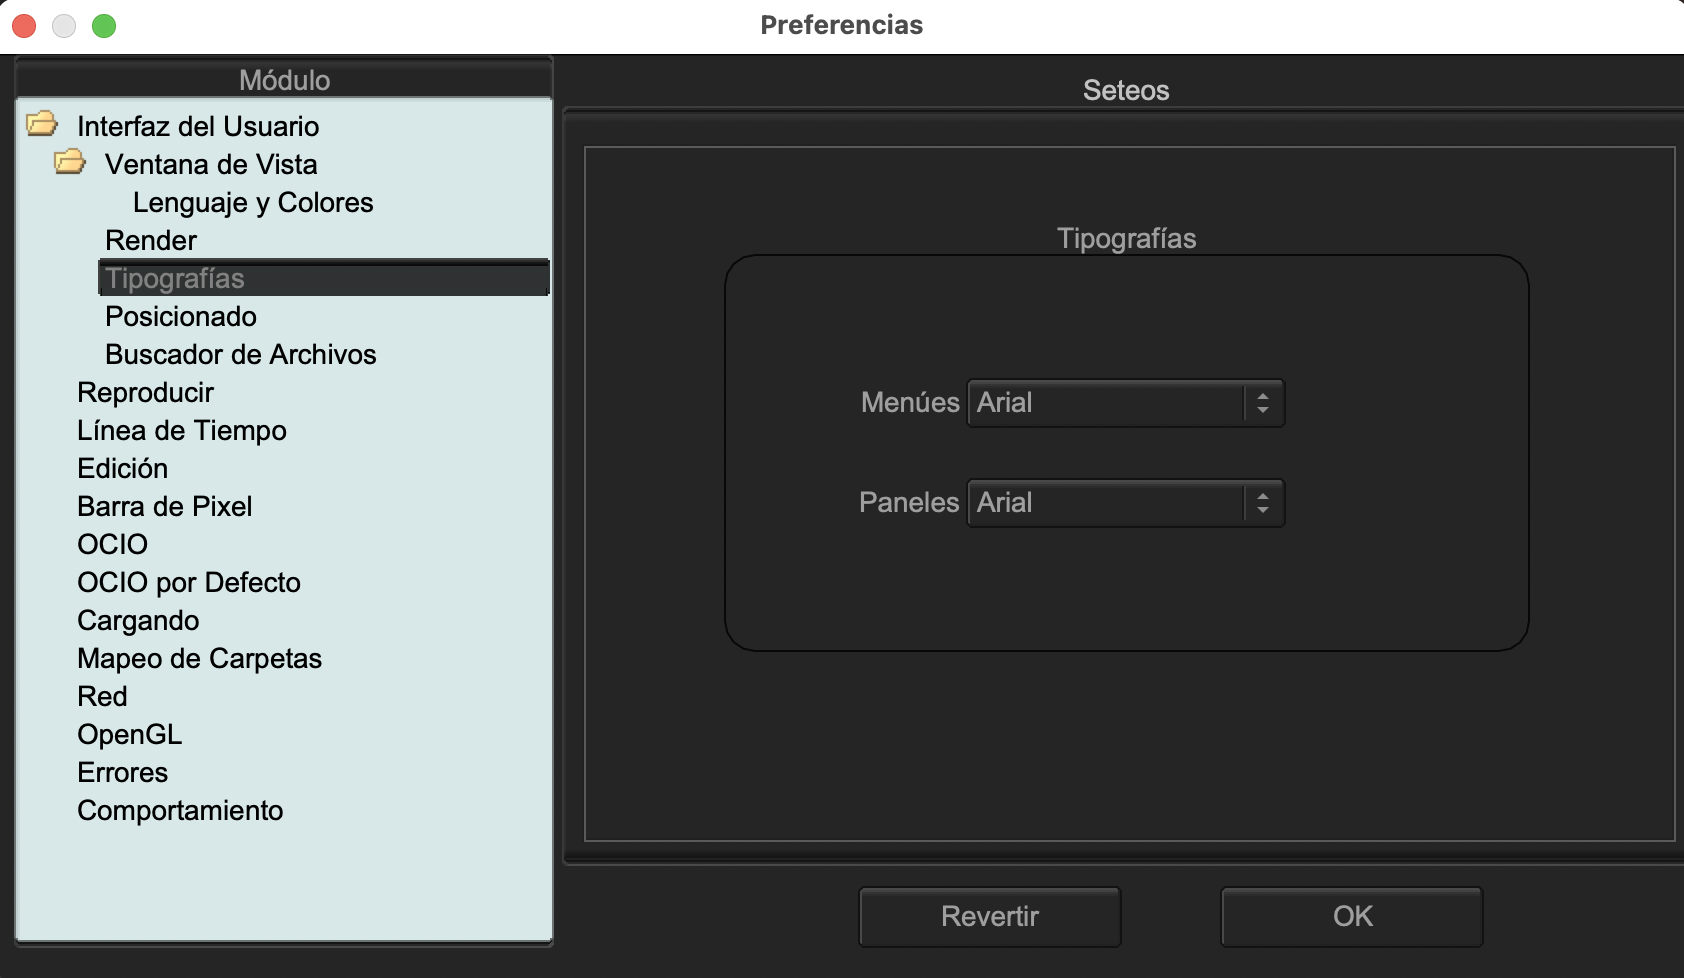 Preferencias
Módulo
Interfaz del Usuario
Ventana de Vista
Lenguaje y Colores
Render
Tipografías
Posicionado
Buscador de Archivos
Reproducir
Línea de Tiempo
Edición
Barra de Pixel
OCIO
OCIO por Defecto
Cargando
Mapeo de Carpetas
Red
OpenGL
Errores
Comportamiento
Seteos
Tipografías
Menúes Arial
Paneles Arial
Revertir OK